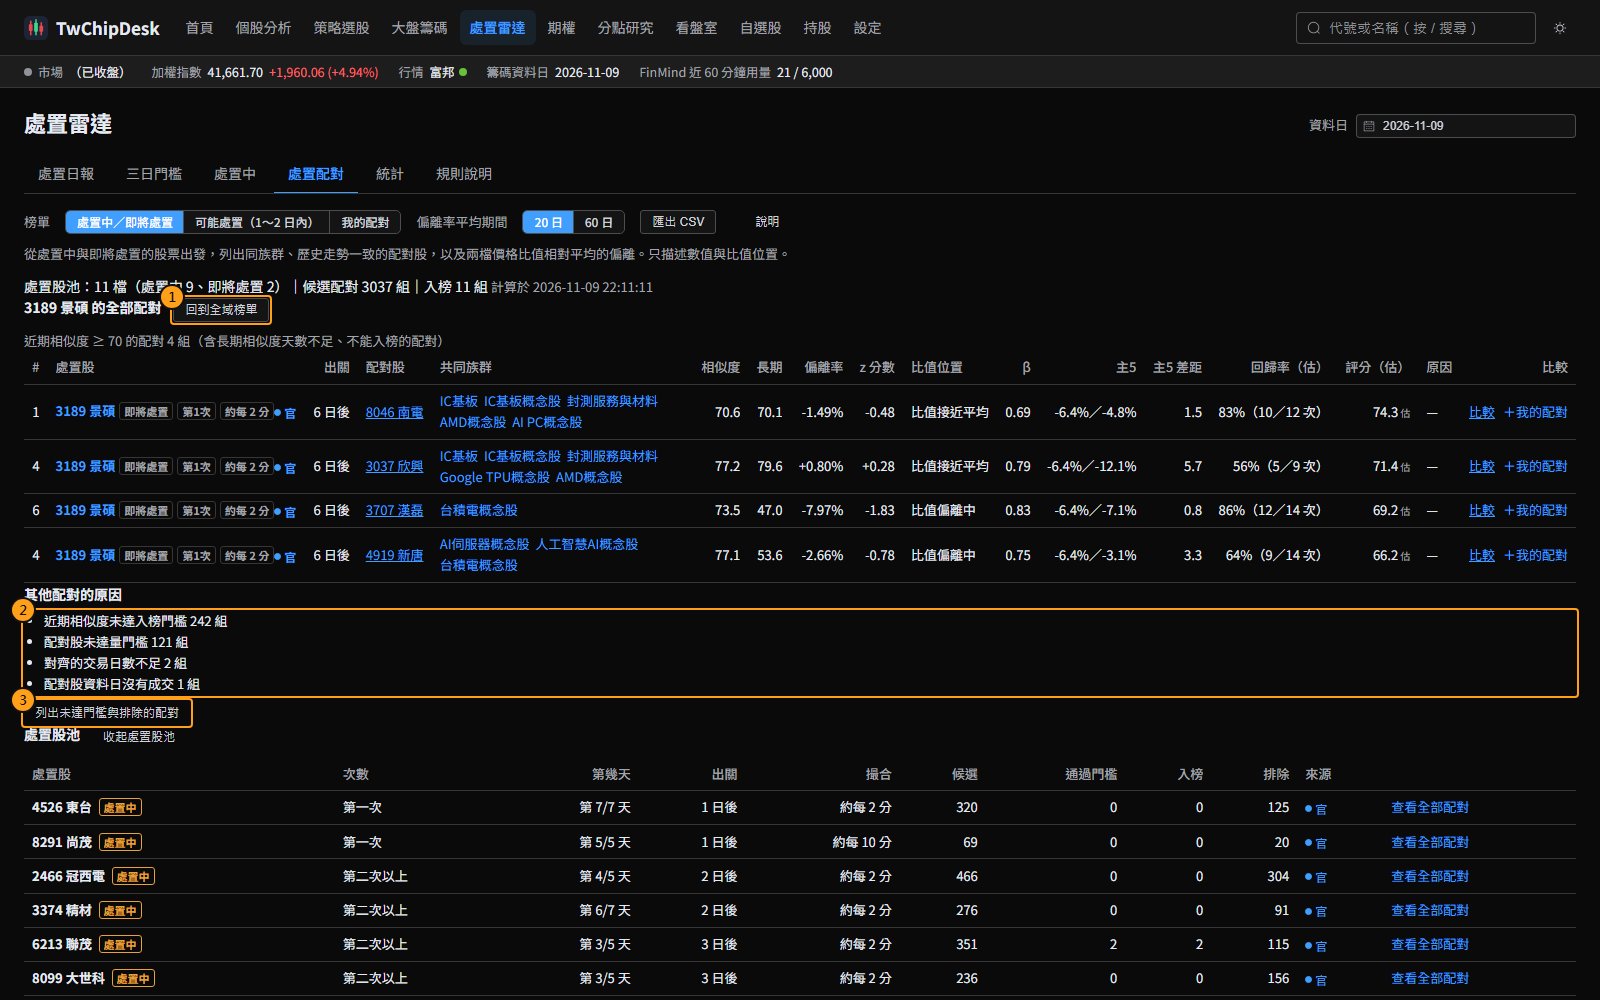 TwChipDesk 首頁 個股分析 策略選股 大盤籌碼 處置雷達 期權 分點研究 看盤室 自選股 持股 設定 代號或名稱（按 / 搜尋）
市場 （已收盤） 加權指數 41,661.70 +1,960.06 (+4.94%) 行情 富邦 籌碼資料日 2026-11-09 FinMind 近 60 分鐘用量 21 / 6,000
處置雷達 資料日 2026-11-09
處置日報 三日門檻 處置中 處置配對 統計 規則說明
榜單 處置中／即將處置 可能處置（1～2 日內） 我的配對 偏離率平均期間 20 日 60 日 匯出 CSV 說明
從處置中與即將處置的股票出發，列出同族群、歷史走勢一致的配對股，以及兩檔價格比值相對平均的偏離。只描述數值與比值位置。
處置股池：11 檔（處置中 9、即將處置 2）｜候選配對 3037 組｜入榜 11 組 計算於 2026-11-09 22:11:11
1
3189 景碩 的全部配對 回到全域榜單
近期相似度 ≥ 70 的配對 4 組（含長期相似度天數不足、不能入榜的配對）
# 處置股 出關 配對股 共同族群 相似度 長期 偏離率 z 分數 比值位置 β 主5 主5 差距 回歸率（估） 評分（估） 原因 比較
1 3189 景碩 即將處置 第1次 約每 2 分 官 6 日後 8046 南電 IC基板 IC基板概念股 封測服務與材料 70.6 70.1 -1.49% -0.48 比值接近平均 0.69 -6.4%／-4.8% 1.5 83%（10／12 次） 74.3 估 — 比較 ＋我的配對
AMD概念股 AI PC概念股
4 3189 景碩 即將處置 第1次 約每 2 分 官 6 日後 3037 欣興 IC基板 IC基板概念股 封測服務與材料 77.2 79.6 +0.80% +0.28 比值接近平均 0.79 -6.4%／-12.1% 5.7 56%（5／9 次） 71.4 估 — 比較 ＋我的配對
Google TPU概念股 AMD概念股
6 3189 景碩 即將處置 第1次 約每 2 分 官 6 日後 3707 漢磊 台積電概念股 73.5 47.0 -7.97% -1.83 比值偏離中 0.83 -6.4%／-7.1% 0.8 86%（12／14 次） 69.2 估 — 比較 ＋我的配對
4 3189 景碩 即將處置 第1次 約每 2 分 官 6 日後 4919 新唐 AI伺服器概念股 人工智慧AI概念股 77.1 53.6 -2.66% -0.78 比值偏離中 0.75 -6.4%／-3.1% 3.3 64%（9／14 次） 66.2 估 — 比較 ＋我的配對
台積電概念股
其他配對的原因
2
• 近期相似度未達入榜門檻 242 組
• 配對股未達量門檻 121 組
• 對齊的交易日數不足 2 組
• 配對股資料日沒有成交 1 組
3
列出未達門檻與排除的配對
處置股池 收起處置股池
處置股 次數 第幾天 出關 撮合 候選 通過門檻 入榜 排除 來源
4526 東台 處置中 第一次 第 7/7 天 1 日後 約每 2 分 320 0 0 125 官 查看全部配對
8291 尚茂 處置中 第一次 第 5/5 天 1 日後 約每 10 分 69 0 0 20 官 查看全部配對
2466 冠西電 處置中 第二次以上 第 4/5 天 2 日後 約每 2 分 466 0 0 304 官 查看全部配對
3374 精材 處置中 第二次以上 第 6/7 天 2 日後 約每 2 分 276 0 0 91 官 查看全部配對
6213 聯茂 處置中 第二次以上 第 3/5 天 3 日後 約每 2 分 351 2 2 115 官 查看全部配對
8099 大世科 處置中 第二次以上 第 3/5 天 3 日後 約每 2 分 236 0 0 156 官 查看全部配對